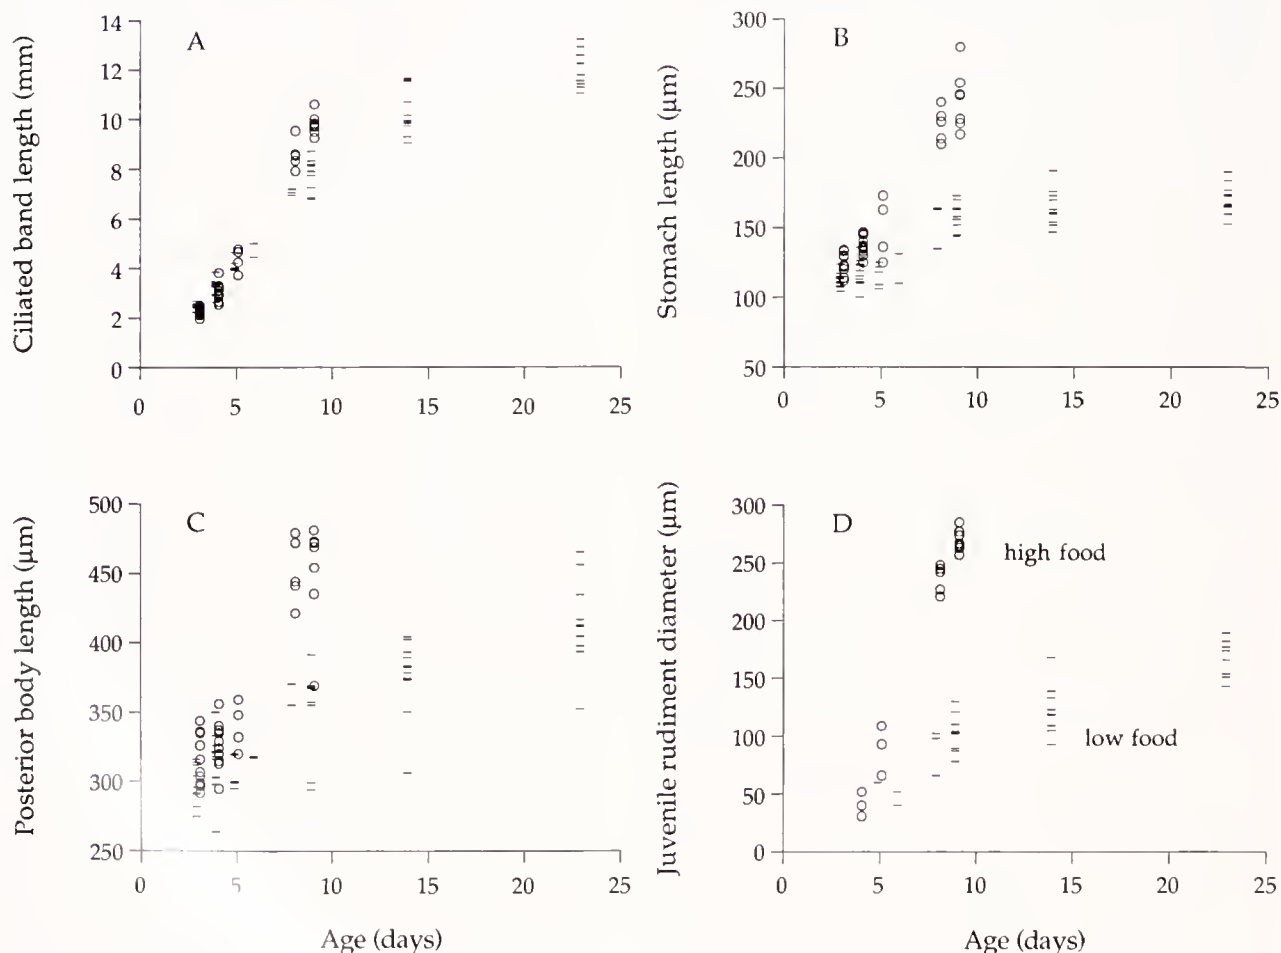 A
Ciliated band length (mm)
14
12
10
8
6
4
2
0
0 5 10 15 20 25
B
Stomach length (µm)
300
250
200
150
100
50
0 5 10 15 20 25
C
Posterior body length (µm)
500
450
400
350
300
250
0 5 10 15 20 25
Age (days)
D
Juvenile rudiment diameter (µm)
300
250
200
150
100
50
0
high food
low food
0 5 10 15 20 25
Age (days)